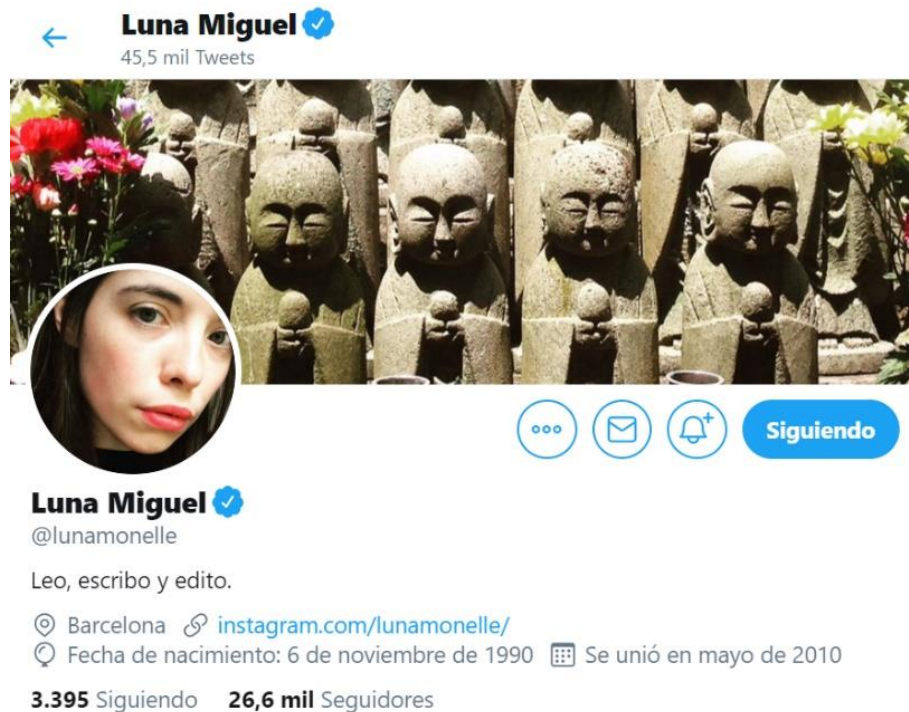 Luna Miguel
45,5 mil Tweets
Siguiendo
Luna Miguel
@lunamonelle
Leo, escribo y edito.
Barcelona instagram.com/lunamonelle/
Fecha de nacimiento: 6 de noviembre de 1990 Se unió en mayo de 2010
3.395 Siguiendo 26,6 mil Seguidores